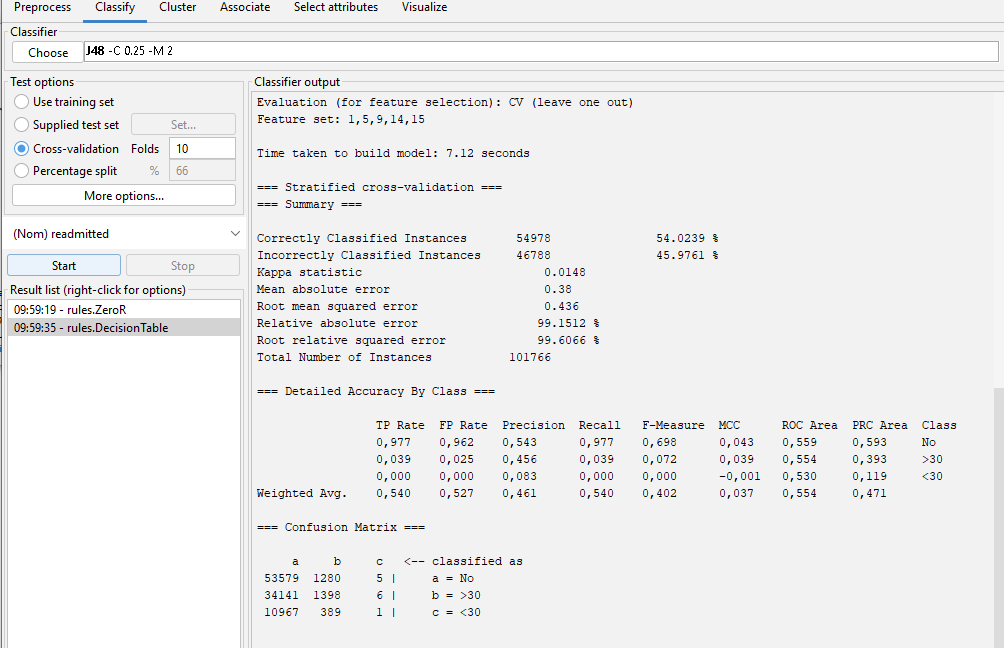 Preprocess Classify Cluster Associate Select attributes Visualize
Classifier
Choose J48 -C 0.25 -M 2
Test options
Use training set
Supplied test set Set...
Cross-validation Folds 10
Percentage split % 66
More options...
(Nom) readmitted
Start Stop
Result list (right-click for options)
09:59:19 - rules.ZeroR
09:59:35 - rules.DecisionTable
Classifier output
Evaluation (for feature selection): CV (leave one out)
Feature set: 1,5,9,14,15
Time taken to build model: 7.12 seconds
=== Stratified cross-validation ===
=== Summary ===
Correctly Classified Instances 54978 54.0239 %
Incorrectly Classified Instances 46788 45.9761 %
Kappa statistic 0.0148
Mean absolute error 0.38
Root mean squared error 0.436
Relative absolute error 99.1512 %
Root relative squared error 99.6066 %
Total Number of Instances 101766
=== Detailed Accuracy By Class ===
TP Rate FP Rate Precision Recall F-Measure MCC ROC Area PRC Area Class
0,977 0,962 0,543 0,977 0,698 0,043 0,559 0,593 No
0,039 0,025 0,456 0,039 0,072 0,039 0,554 0,393 >30
0,000 0,000 0,083 0,000 0,000 -0,001 0,530 0,119 <30
Weighted Avg. 0,540 0,527 0,461 0,540 0,402 0,037 0,554 0,471
=== Confusion Matrix ===
a b c <-- classified as
53579 1280 5 | a = No
34141 1398 6 | b = >30
10967 389 1 | c = <30